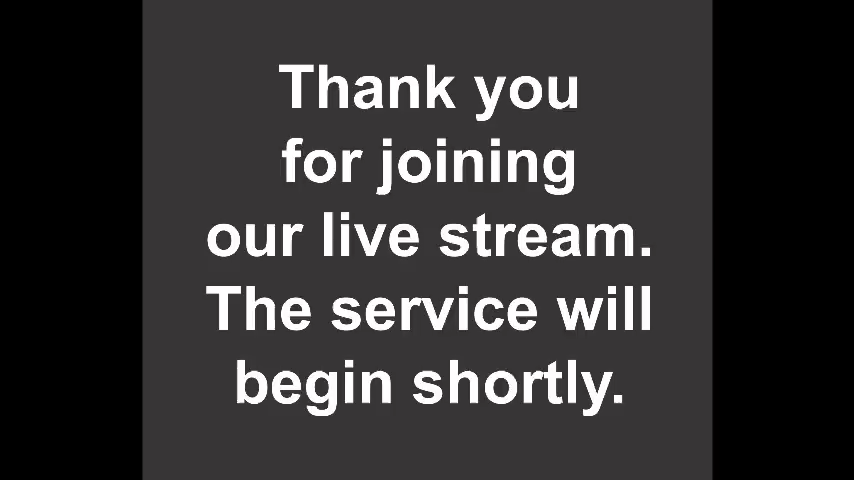 Thank you
for joining
our live stream.
The service will
begin shortly.